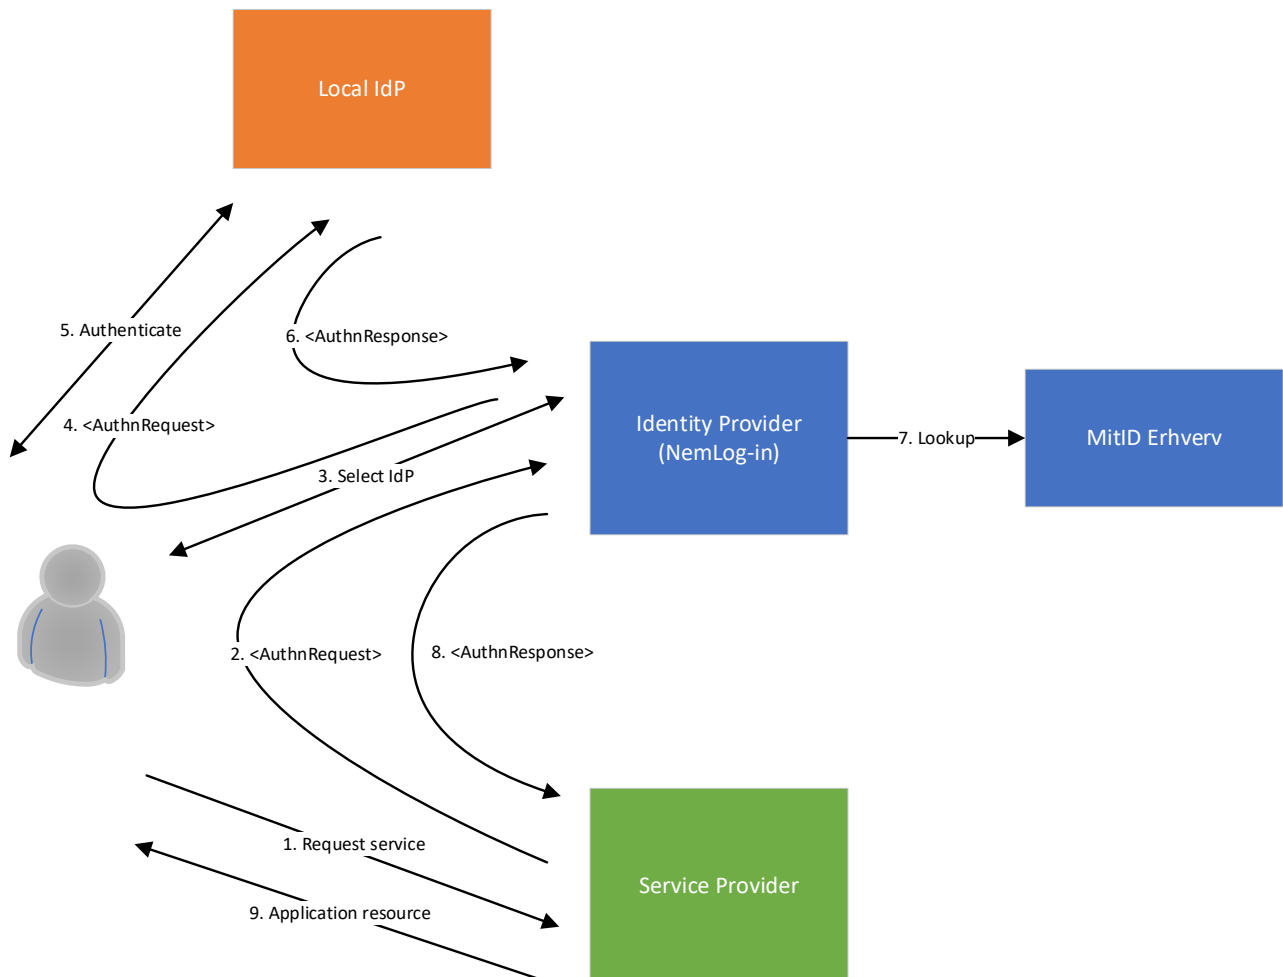 Local IdP
5. Authenticate
6. <AuthnResponse>
4. <AuthnRequest>
Identity Provider
(NemLog-in)
7. Lookup
MitID Erhverv
3. Select IdP
2. <AuthnRequest>
8. <AuthnResponse>
1. Request service
Service Provider
9. Application resource